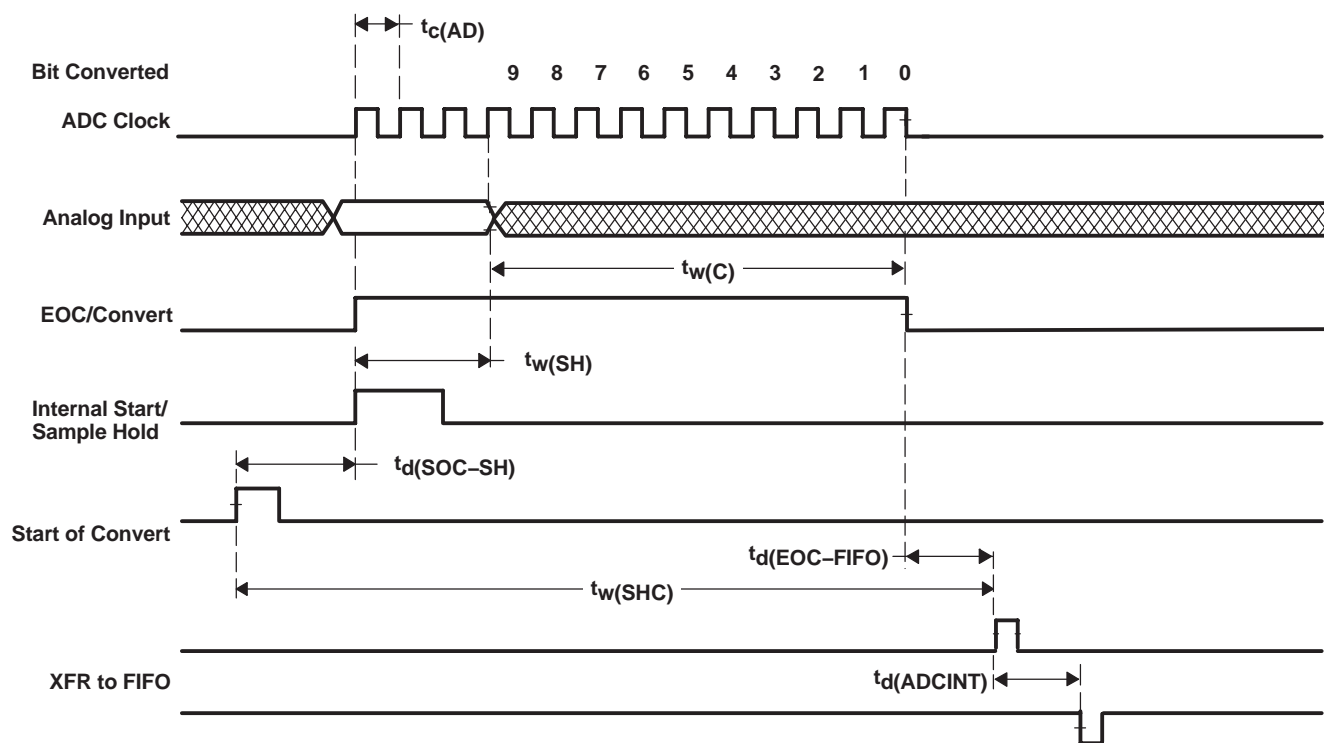 tc(AD)
Bit Converted
9 8 7 6 5 4 3 2 1 0
ADC Clock
Analog Input
tw(C)
EOC/Convert
tw(SH)
Internal Start/
Sample Hold
td(SOC–SH)
Start of Convert
td(EOC–FIFO)
tw(SHC)
XFR to FIFO
td(ADCINT)